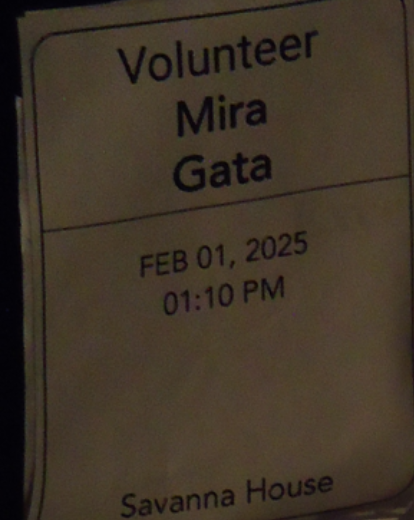 Volunteer
Mira
Gata
FEB 01, 2025
01:10 PM
Savanna House